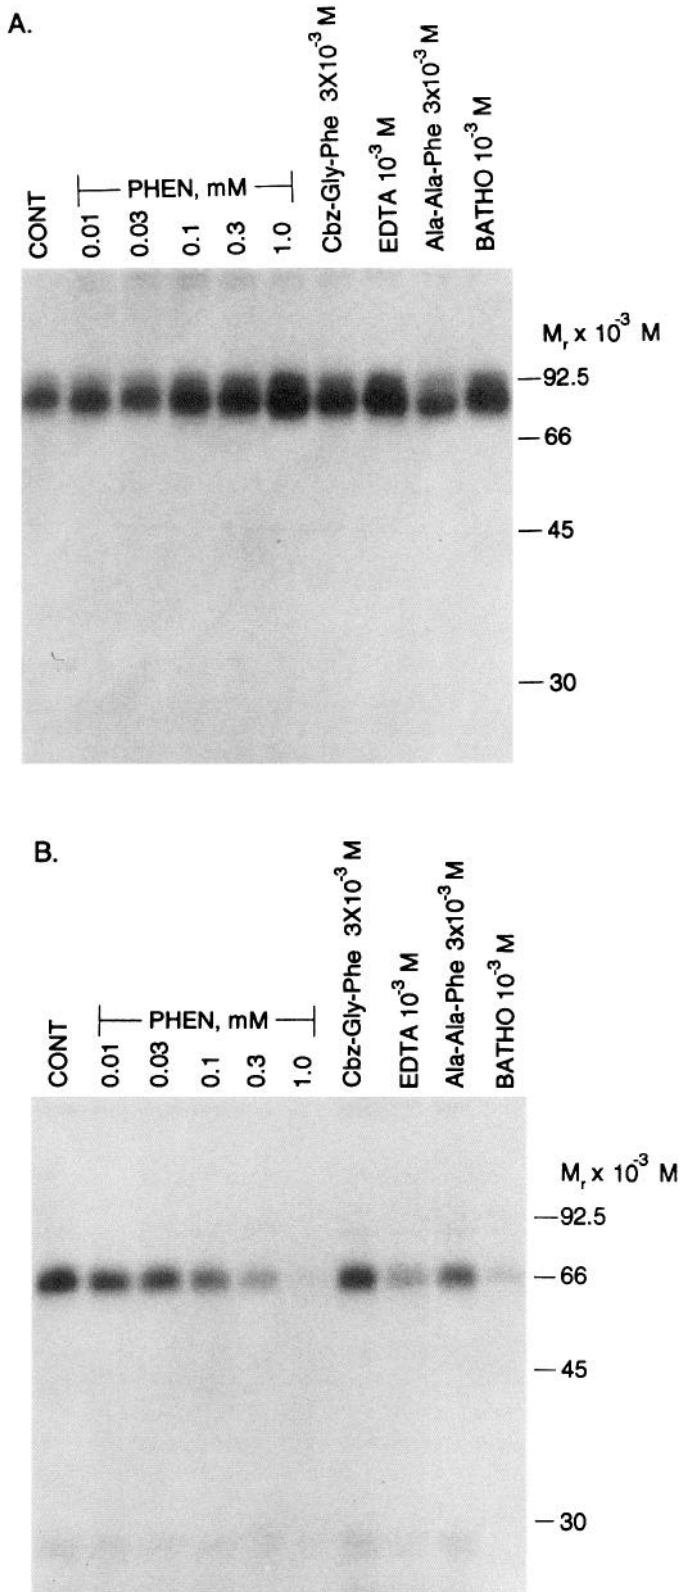 A.
CONT
PHEN, mM
0.01
0.03
0.1
0.3
1.0
Cbz-Gly-Phe 3X10⁻³ M
EDTA 10⁻³ M
Ala-Ala-Phe 3x10⁻³ M
BATHO 10⁻³ M
Mᵣ x 10⁻³ M
92.5
66
45
30
B.
CONT
PHEN, mM
0.01
0.03
0.1
0.3
1.0
Cbz-Gly-Phe 3X10⁻³ M
EDTA 10⁻³ M
Ala-Ala-Phe 3x10⁻³ M
BATHO 10⁻³ M
Mᵣ x 10⁻³ M
92.5
66
45
30